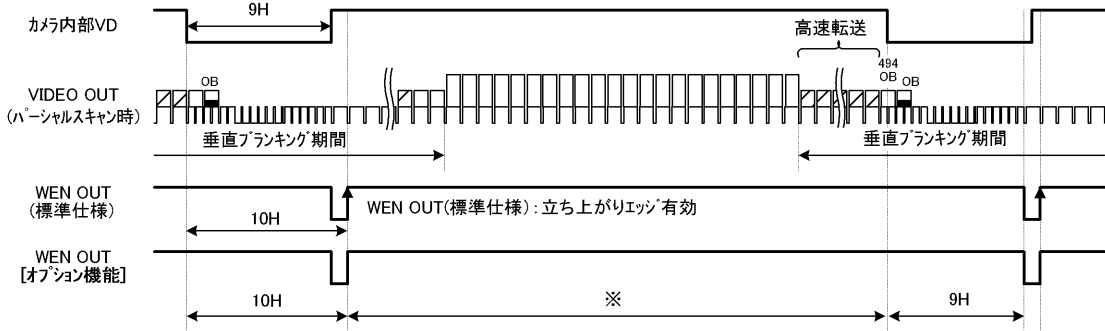 9H
カメラ内部VD
高速転送
494
OB
OB
OB
VIDEO OUT
(パーシャルスキャン時)
垂直ブランキング期間
垂直ブランキング期間
WEN OUT
(標準仕様)
WEN OUT(標準仕様):立ち上がりエッジ有効
10H
WEN OUT
[オプション機能]
10H
※
9H